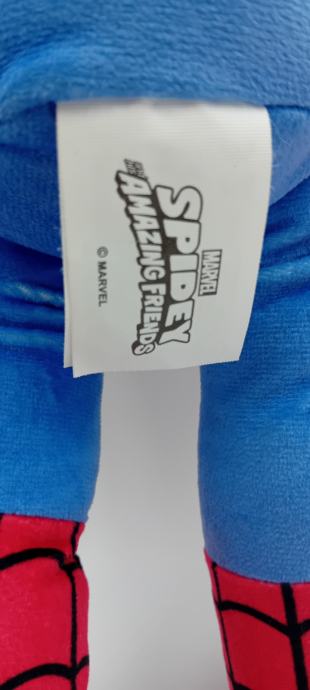 MARVEL
SPIDEY
AND HIS
AMAZING FRIENDS
© MARVEL